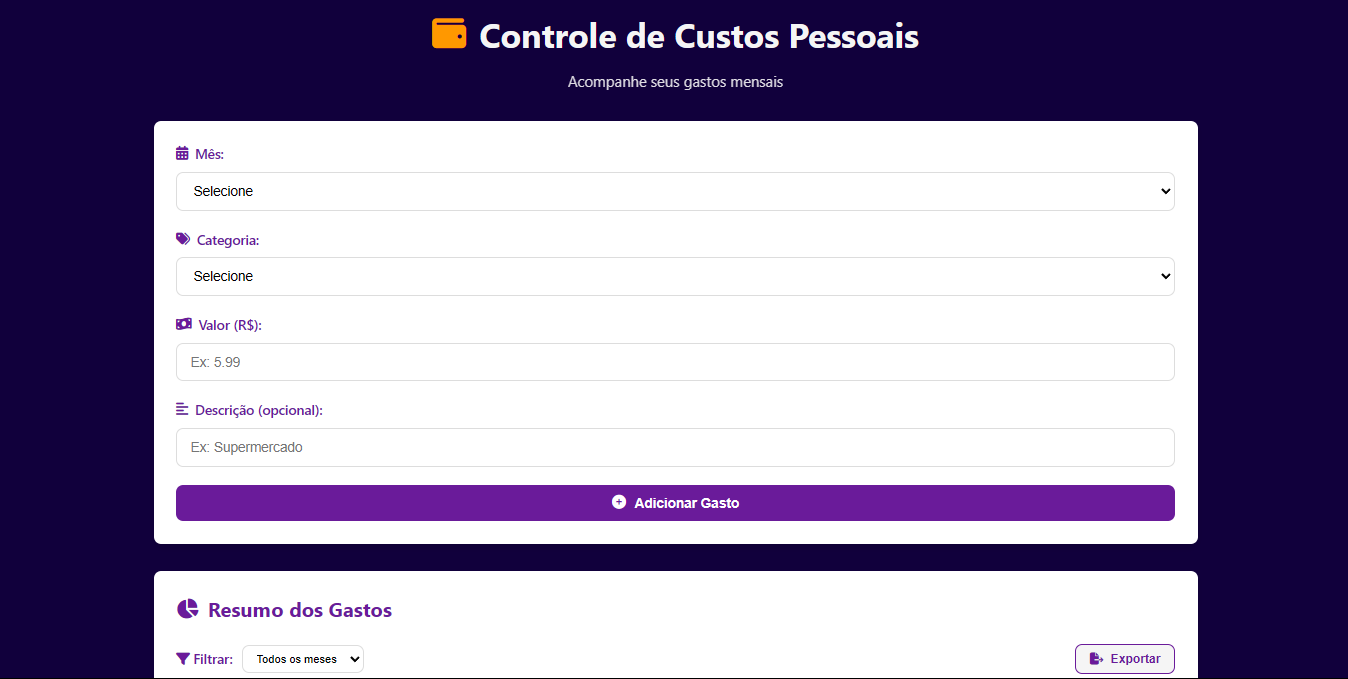 Controle de Custos Pessoais
Acompanhe seus gastos mensais
Mês:
Selecione
Categoria:
Selecione
Valor (R$):
Ex: 5.99
Descrição (opcional):
Ex: Supermercado
Adicionar Gasto
Resumo dos Gastos
Filtrar: Todos os meses Exportar